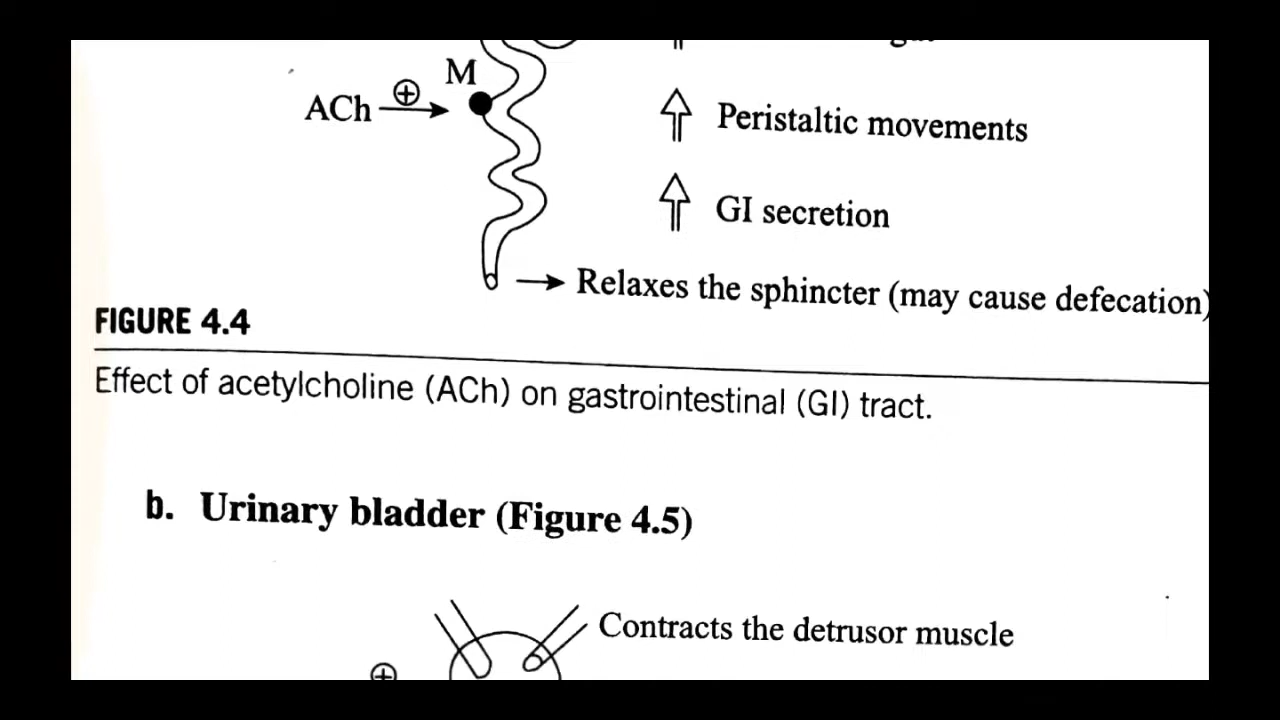 M
ACh
Peristaltic movements
GI secretion
Relaxes the sphincter (may cause defecation)
FIGURE 4.4
Effect of acetylcholine (ACh) on gastrointestinal (GI) tract.
b. Urinary bladder (Figure 4.5)
Contracts the detrusor muscle